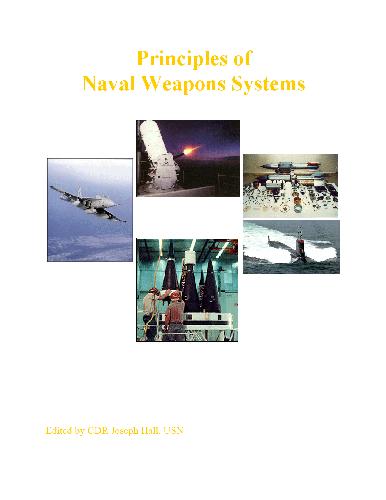 Principles of
Naval Weapons Systems
Edited by CDR Joseph Hall, USN